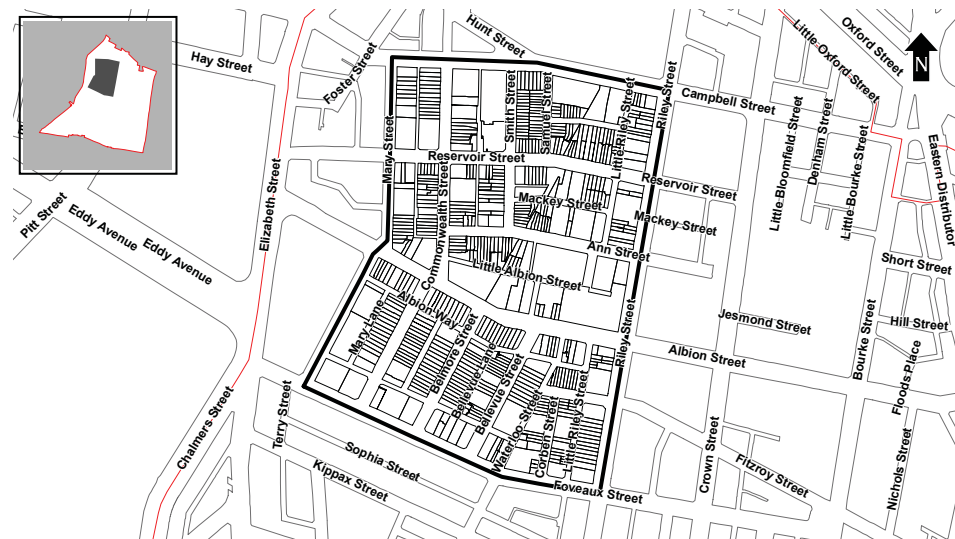 Hunt Street
Oxford Street
Little Oxford Street
Hay Street
Foster Street
N
Campbell Street
Riley Street
Smith Street
Samuel Street
Little Riley Street
Mary Street
Little Bloomfield Street
Denham Street
Little Bourke Street
Eastern Distributor
Reservoir Street
Reservoir Street
Pitt Street
Eddy Avenue
Eddy Avenue
Elizabeth Street
Commonwealth Street
Mackey Street
Mackey Street
Ann Street
Little Albion Street
Short Street
Albion Way
Mary Lane
Belmore Street
Bellevue Lane
Bellevue Street
Riley Street
Jesmond Street
Hill Street
Bourke Street
Albion Street
Floods Place
Chalmers Street
Terry Street
Sophia Street
Kippax Street
Waterloo Street
Corben Street
Little Riley Street
Foveaux Street
Crown Street
Fitzroy Street
Nichols Street